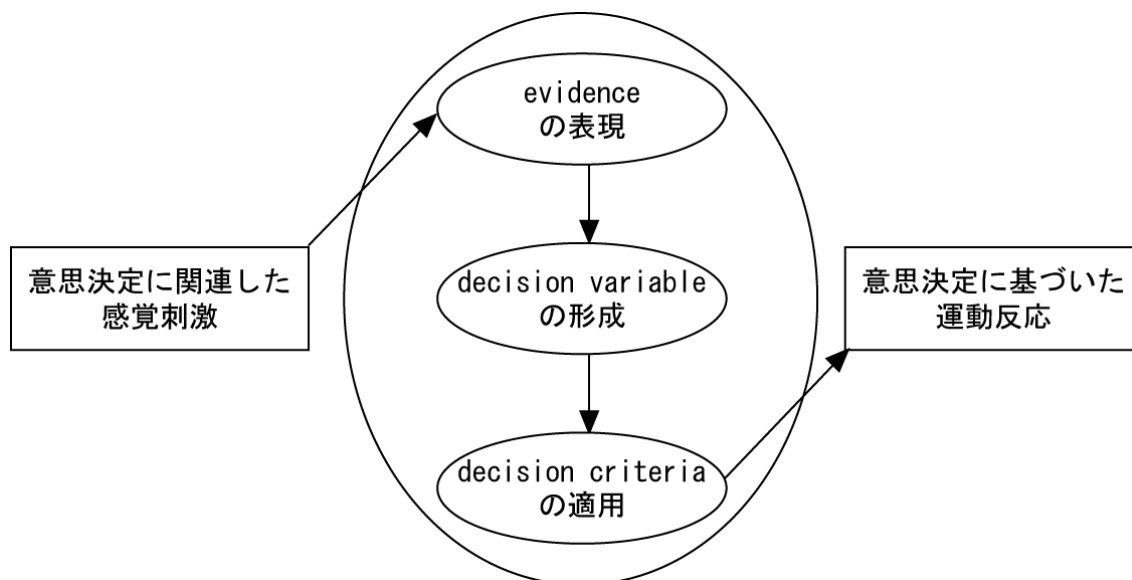 evidence
の表現
意思決定に関連した
感覚刺激
decision variable
の形成
意思決定に基づいた
運動反応
decision criteria
の適用